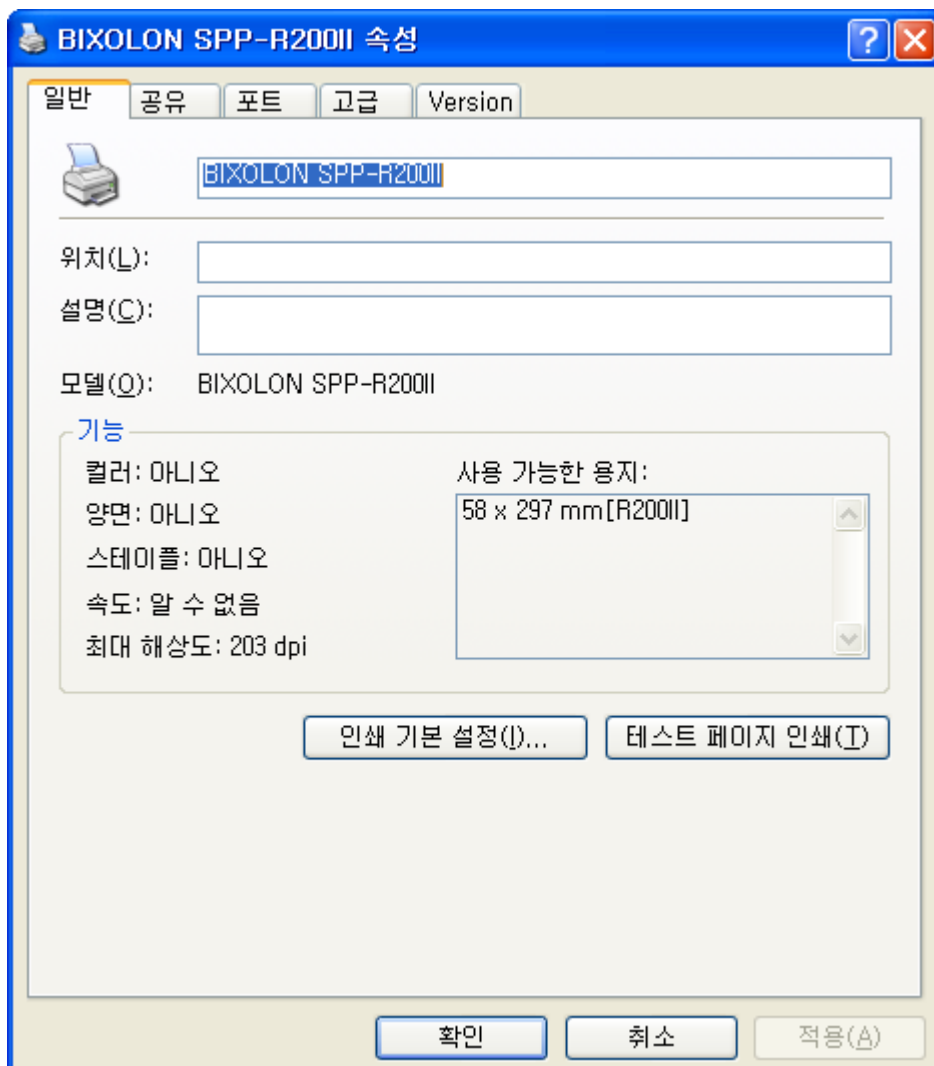 BIXOLON SPP-R200II 속성
일반 공유 포트 고급 Version
BIXOLON SPP-R200II
위치(L):
설명(C):
모델(O): BIXOLON SPP-R200II
기능
컬러: 아니오
양면: 아니오
스테이플: 아니오
속도: 알 수 없음
최대 해상도: 203 dpi
사용 가능한 용지:
58 x 297 mm[R200II]
인쇄 기본 설정(I)... 테스트 페이지 인쇄(T)
확인 취소 적용(A)